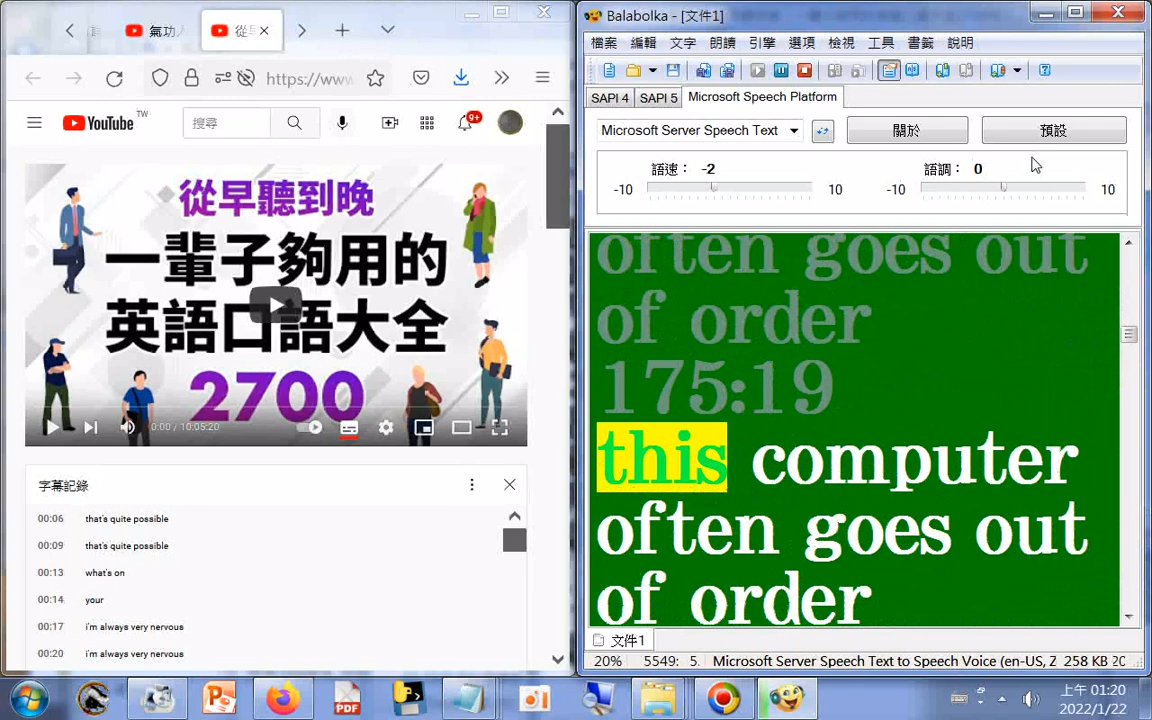 氣功
從
https://www
YouTube TW
搜尋
9+
從早聽到晚
一輩子夠用的
英語口語大全
2700
0:00 / 10:05:20
字幕記錄
00:06 that's quite possible
00:09 that's quite possible
00:13 what's on
00:14 your
00:17 i'm always very nervous
00:20 i'm always very nervous
Balabolka - [文件1]
檔案 編輯 文字 朗讀 引擎 選項 檢視 工具 書籤 說明
SAPI 4 SAPI 5 Microsoft Speech Platform
Microsoft Server Speech Text 關於 預設
語速： -2 語調： 0
-10 10 -10 10
often goes out
of order
175:19
this computer
often goes out
of order
文件1
20% 5549: 5. Microsoft Server Speech Text to Speech Voice (en-US, Z 258 KB 20
PDF
上午 01:20
2022/1/22